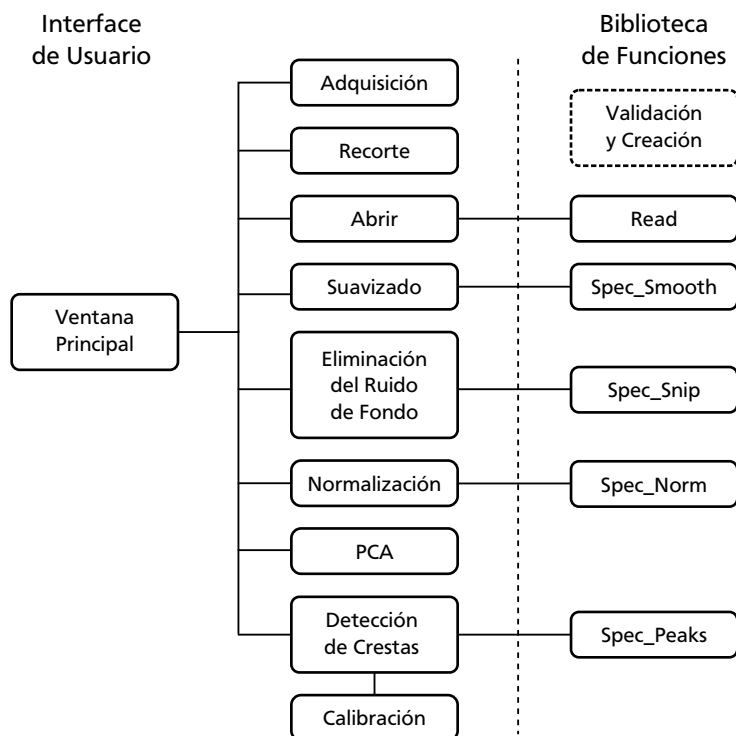 Interface
de Usuario
Biblioteca
de Funciones
Adquisición
Validación
y Creación
Recorte
Abrir
Read
Suavizado
Spec_Smooth
Ventana
Principal
Eliminación
del Ruido
de Fondo
Spec_Snip
Normalización
Spec_Norm
PCA
Detección
de Crestas
Spec_Peaks
Calibración